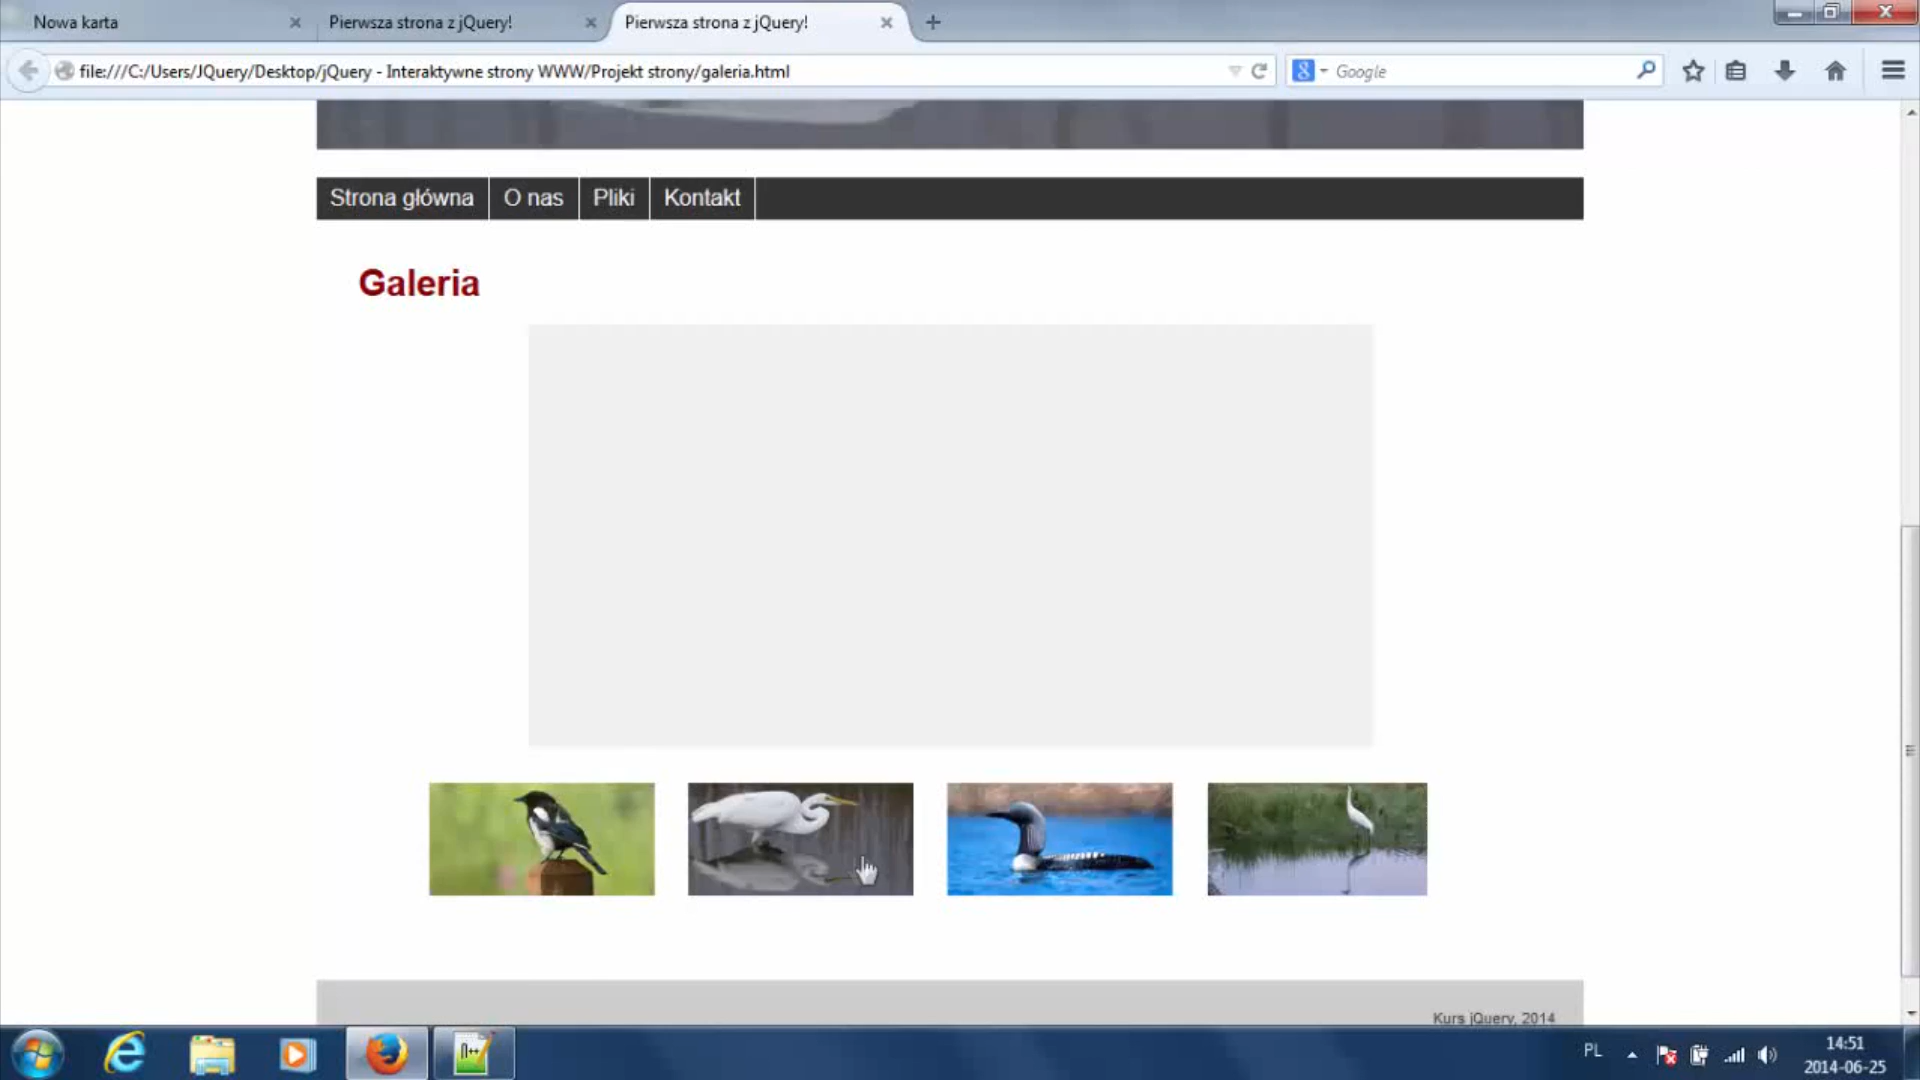 Nowa karta
Pierwsza strona z jQuery!
Pierwsza strona z jQuery!
file:///C:/Users/JQuery/Desktop/jQuery - Interaktywne strony WWW/Projekt strony/galeria.html
Google
Strona główna
O nas
Pliki
Kontakt
Galeria
Kurs jQuery, 2014
PL
14:51
2014-06-25